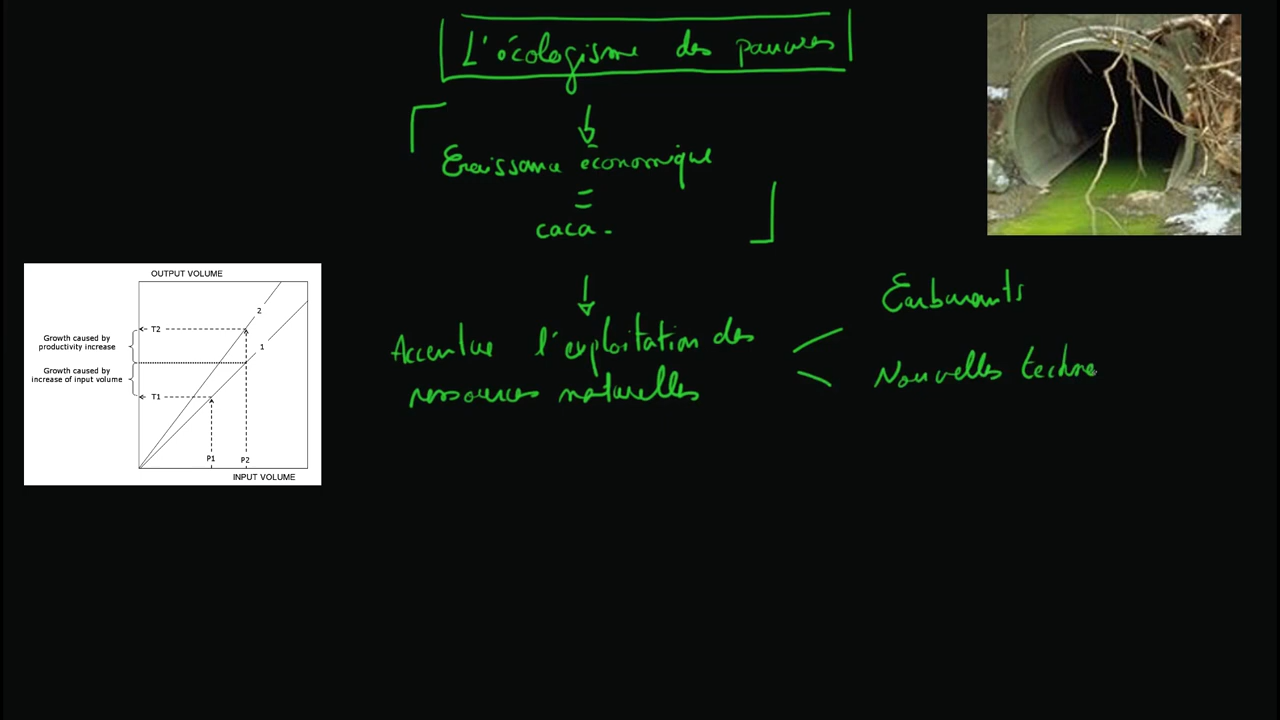 L'écologisme des pauvres
Croissance économique
=
caca.
Accentue l'exploitation des
ressources naturelles
Carburants
Nouvelles techno
OUTPUT VOLUME
2
T2
Growth caused by
productivity increase
1
Growth caused by
increase of input volume
T1
P1 P2
INPUT VOLUME